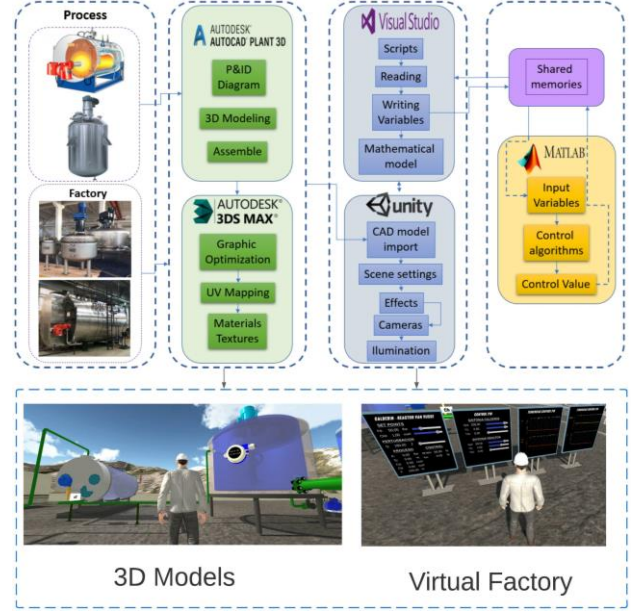 Process
Factory
AUTODESK
AUTOCAD PLANT 3D
P&ID
Diagram
3D Modeling
Assemble
AUTODESK®
3DS MAX®
Graphic
Optimization
UV Mapping
Materials
Textures
Visual Studio
Scripts
Reading
Writing
Variables
Mathematical
model
unity
CAD model
import
Scene settings
Effects
Cameras
Ilumination
Shared
memories
MATLAB
Input
Variables
Control
algorithms
Control Value
3D Models
Virtual Factory